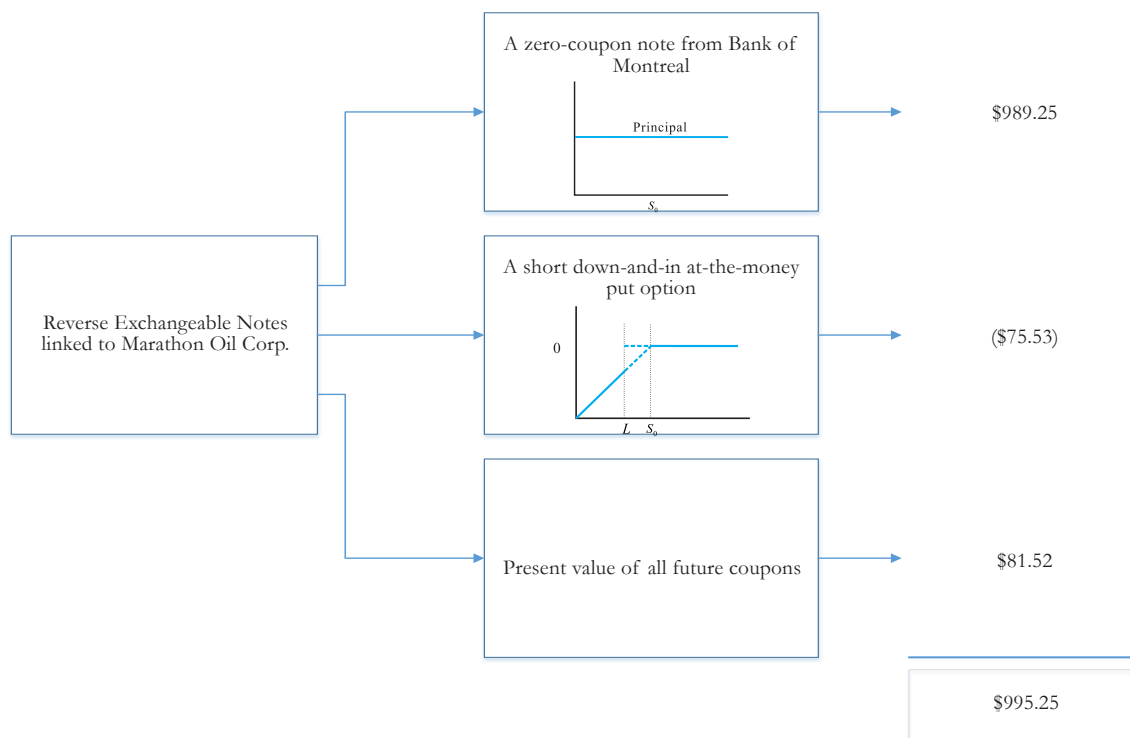 A zero-coupon note from Bank of
Montreal
Principal
S₀
$989.25
Reverse Exchangeable Notes
linked to Marathon Oil Corp.
A short down-and-in at-the-money
put option
0
L S₀
($75.53)
Present value of all future coupons
$81.52
$995.25